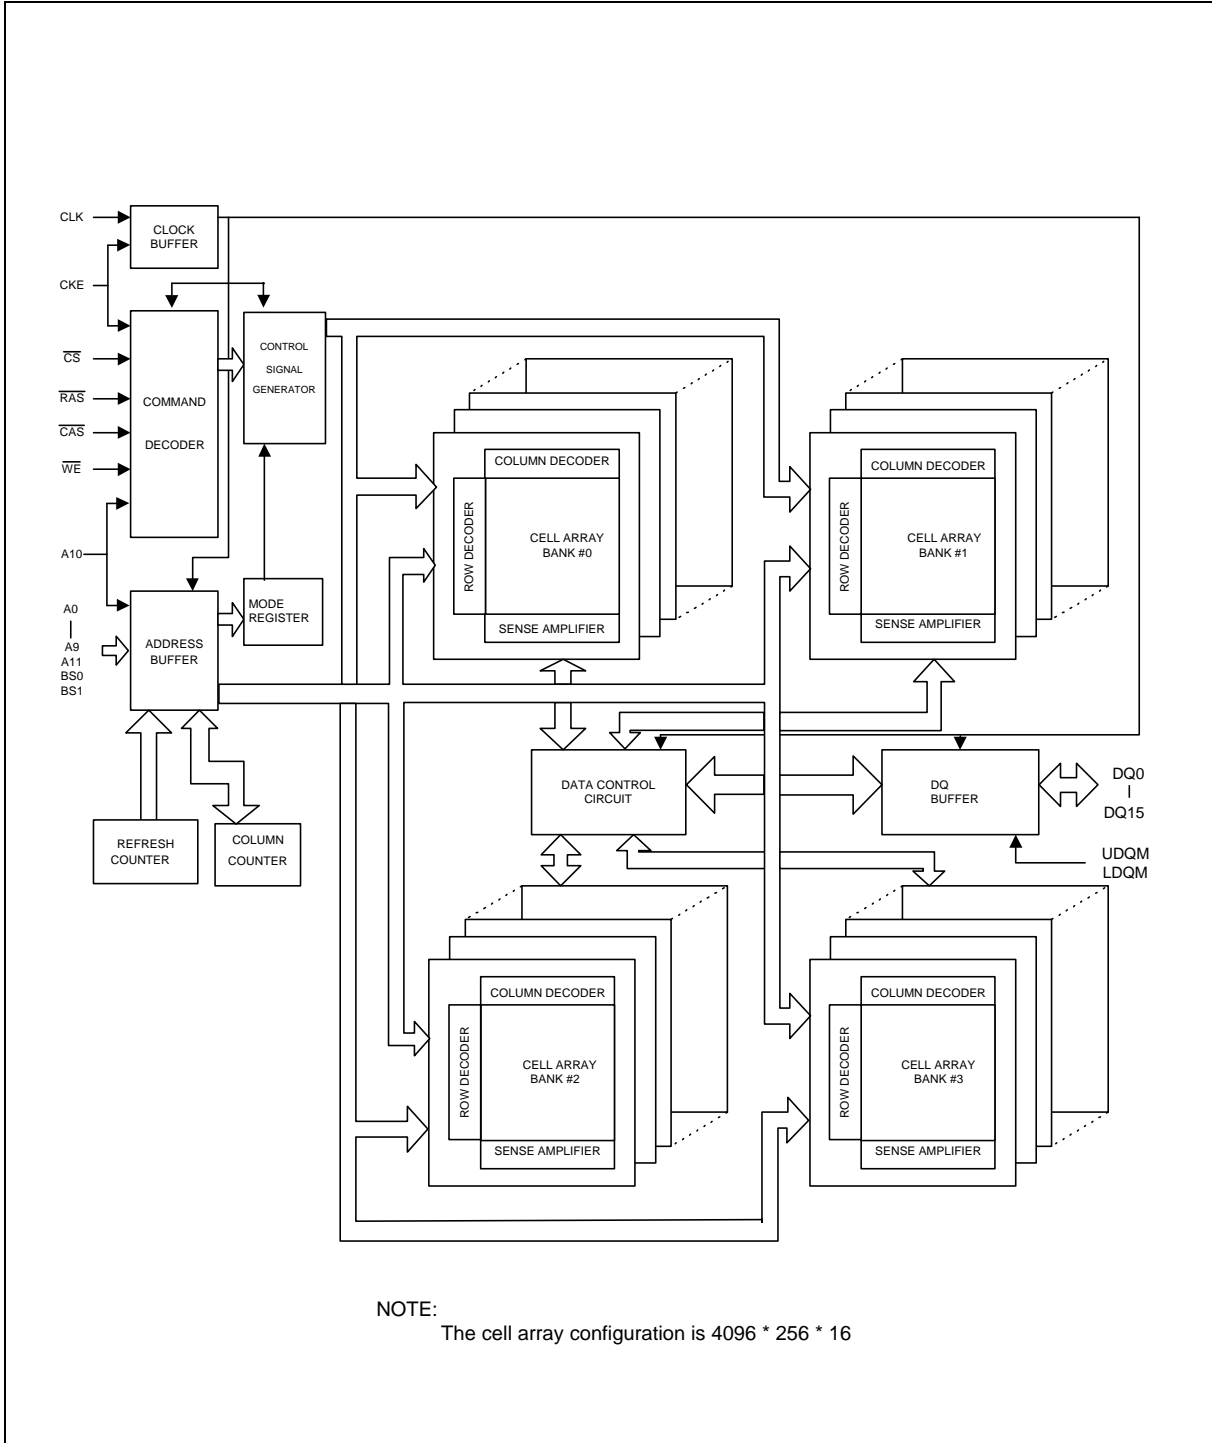 CLK
CLOCK
BUFFER
CKE
CS
RAS
CAS
WE
A10
COMMAND
DECODER
CONTROL
SIGNAL
GENERATOR
A0
A9
A11
BS0
BS1
ADDRESS
BUFFER
MODE
REGISTER
REFRESH
COUNTER
COLUMN
COUNTER
COLUMN DECODER
ROW DECODER
CELL ARRAY
BANK #0
SENSE AMPLIFIER
COLUMN DECODER
ROW DECODER
CELL ARRAY
BANK #1
SENSE AMPLIFIER
DATA CONTROL
CIRCUIT
DQ
BUFFER
DQ0
DQ15
UDQM
LDQM
COLUMN DECODER
ROW DECODER
CELL ARRAY
BANK #2
SENSE AMPLIFIER
COLUMN DECODER
ROW DECODER
CELL ARRAY
BANK #3
SENSE AMPLIFIER
NOTE:
The cell array configuration is 4096 * 256 * 16